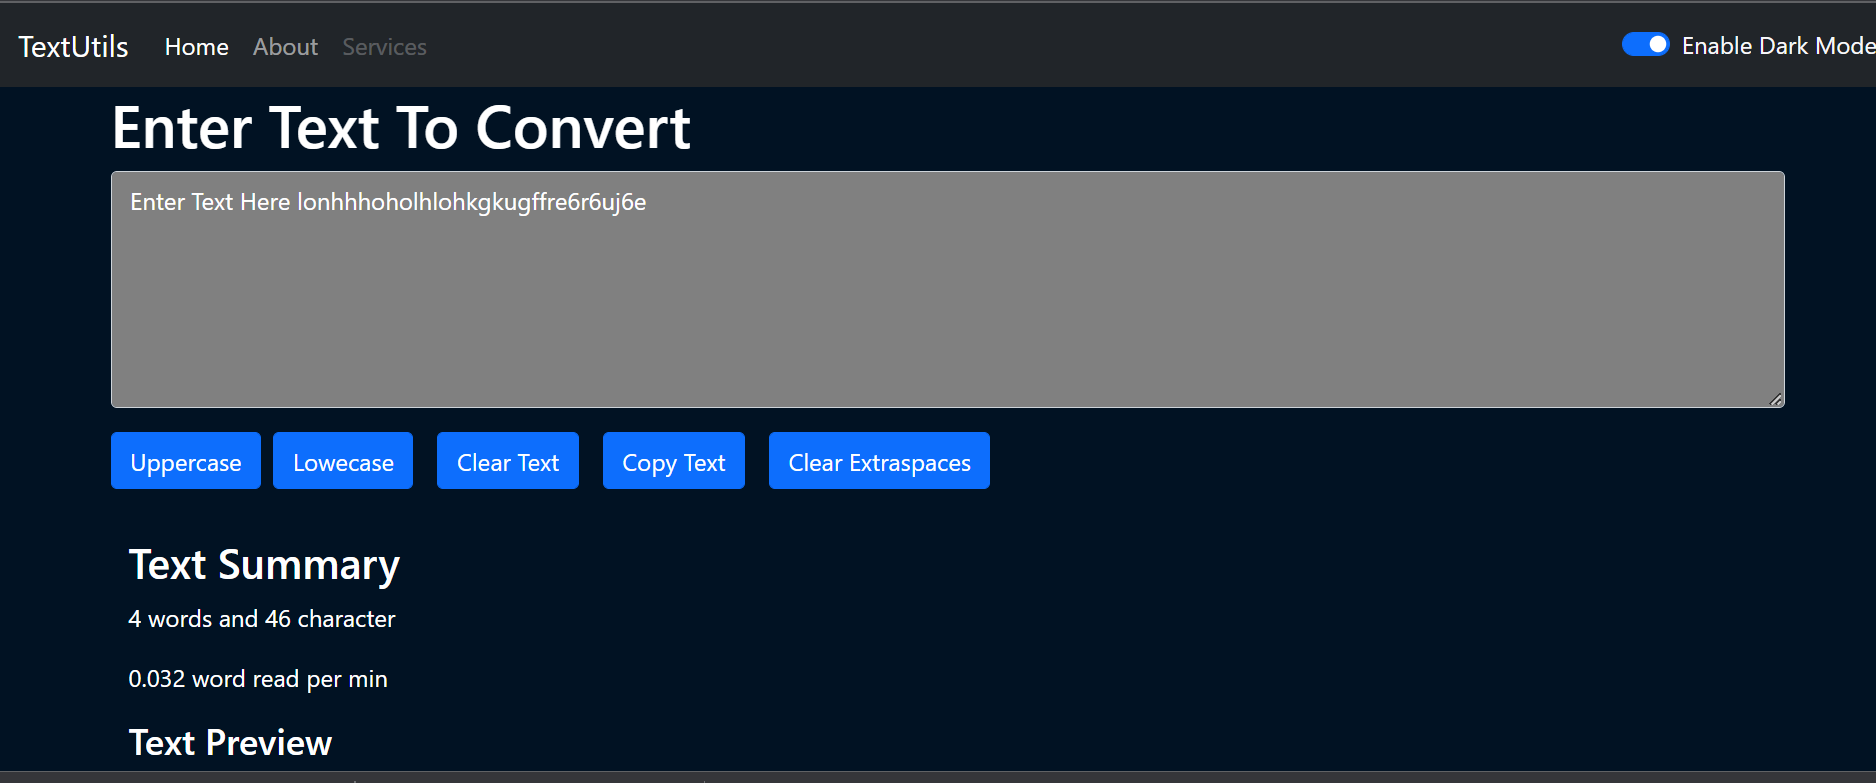 TextUtils Home About Services Enable Dark Mode
Enter Text To Convert
Enter Text Here lonhhhoholhlohkgkugffre6r6uj6e
Uppercase Lowecase Clear Text Copy Text Clear Extraspaces
Text Summary
4 words and 46 character
0.032 word read per min
Text Preview